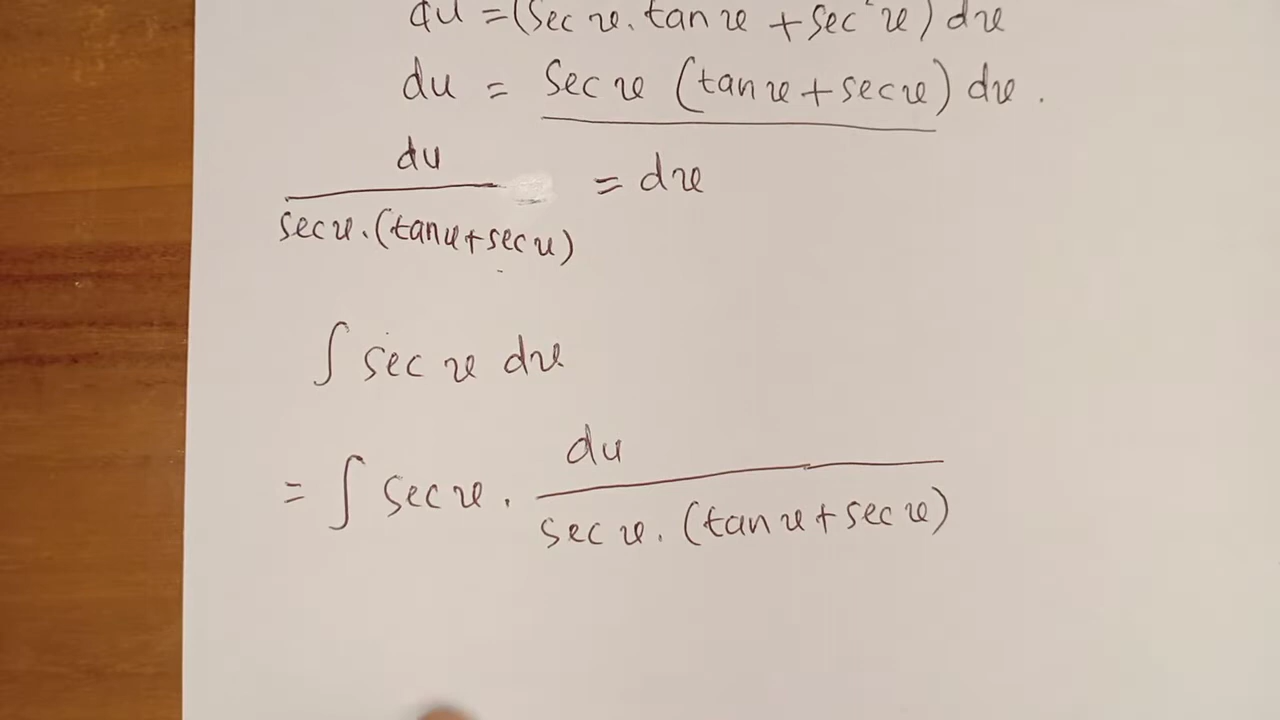 du = (sec x. tan x + sec² x) dx
du = sec x (tan x + sec x) dx.
du / sec x. (tan x + sec x) = dx
∫ sec x dx
= ∫ sec x. du / sec x. (tan x + sec x)